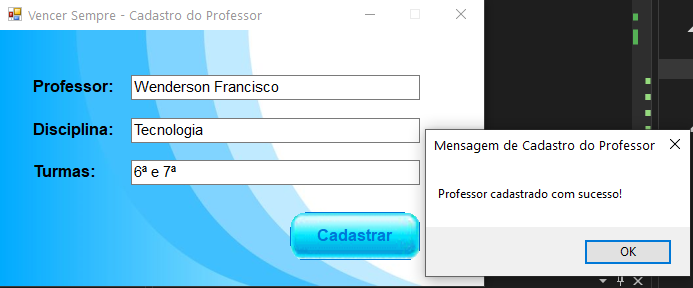 Vencer Sempre - Cadastro do Professor
Professor: Wenderson Francisco
Disciplina: Tecnologia
Turmas: 6ª e 7ª
Cadastrar
Mensagem de Cadastro do Professor
Professor cadastrado com sucesso!
OK